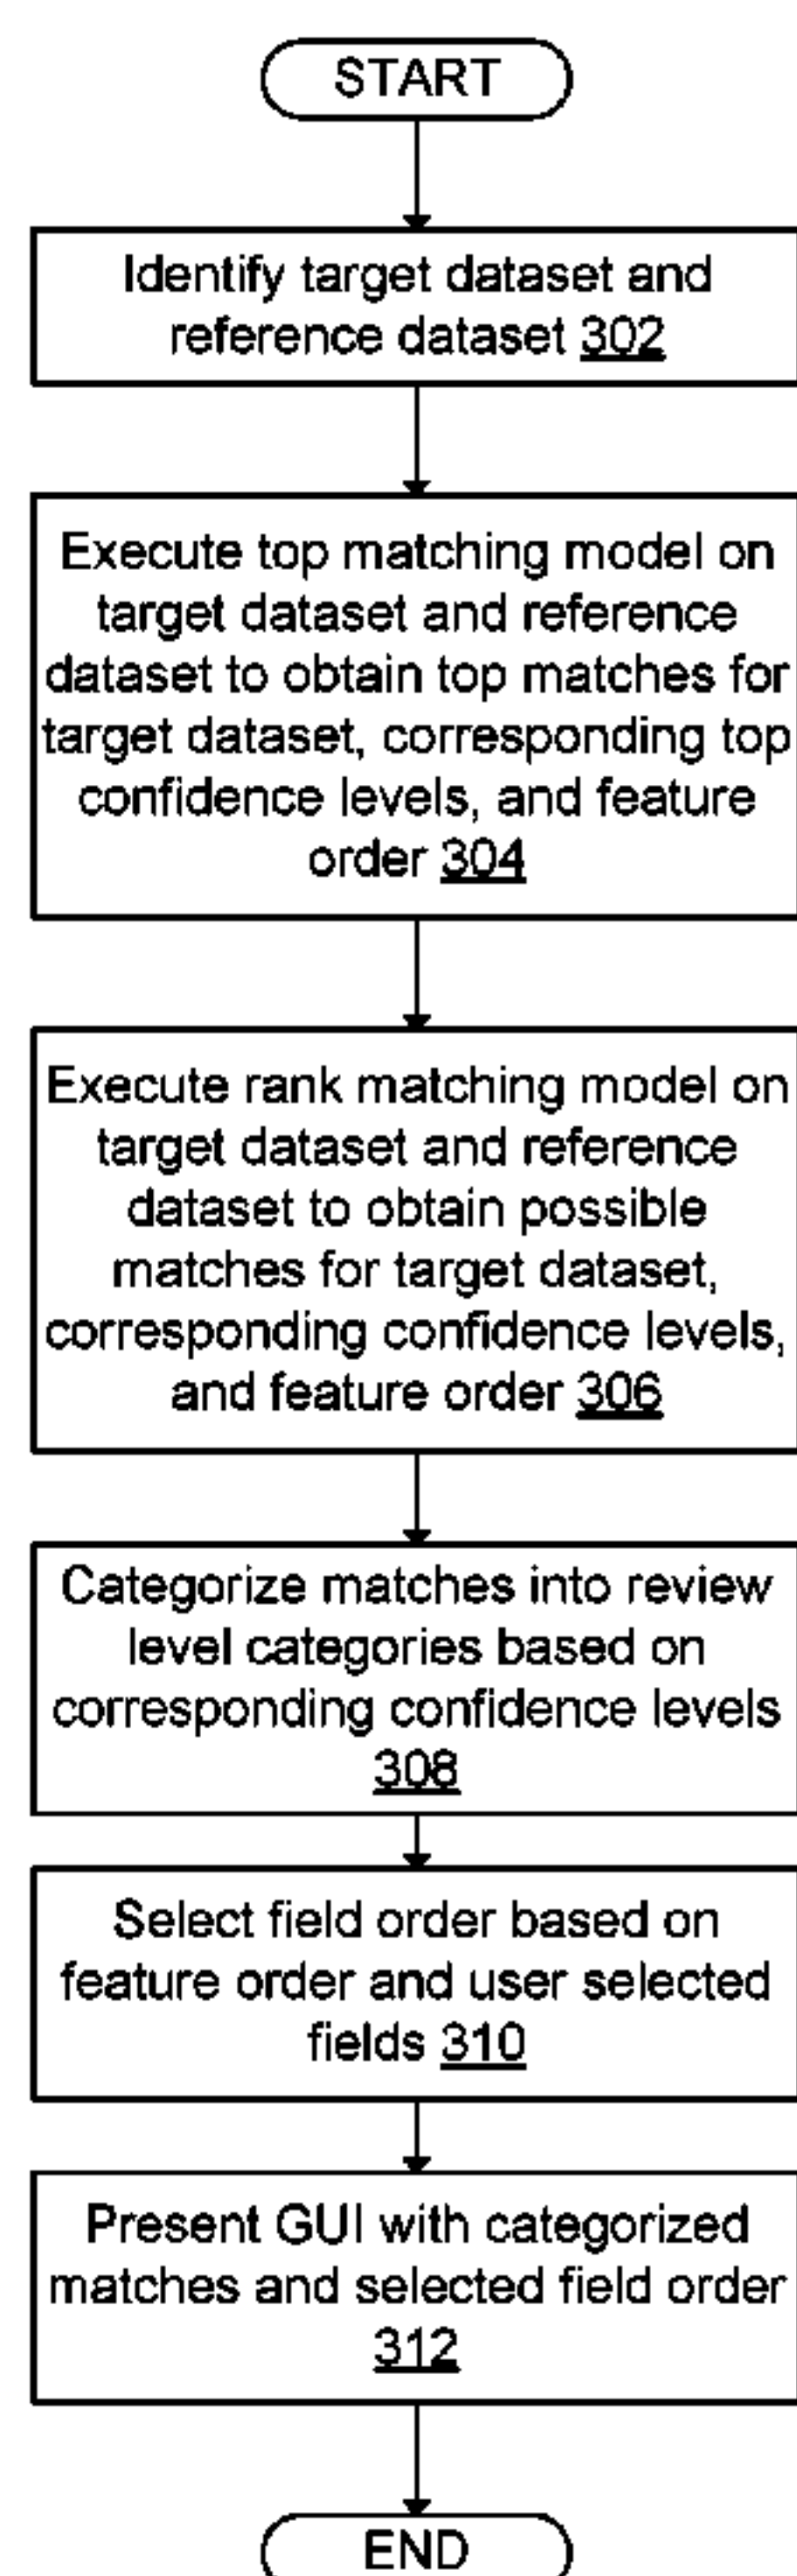 START
Identify target dataset and
reference dataset 302
Execute top matching model on
target dataset and reference
dataset to obtain top matches for
target dataset, corresponding top
confidence levels, and feature
order 304
Execute rank matching model on
target dataset and reference
dataset to obtain possible
matches for target dataset,
corresponding confidence levels,
and feature order 306
Categorize matches into review
level categories based on
corresponding confidence levels
308
Select field order based on
feature order and user selected
fields 310
Present GUI with categorized
matches and selected field order
312
END